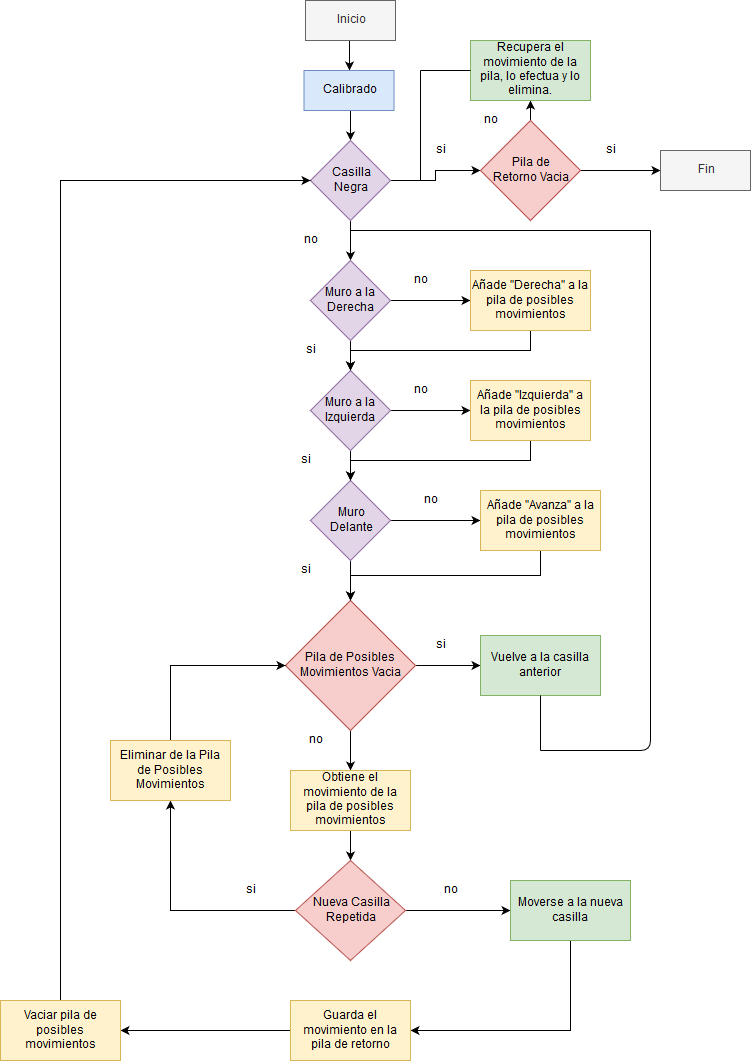 Inicio
Recupera el
movimiento de la
pila, lo efectua y lo
elimina.
Calibrado
no
si
si
Casilla
Negra
Pila de
Retorno Vacia
Fin
no
Muro a la
Derecha
no
Añade "Derecha" a la
pila de posibles
movimientos
si
Muro a la
Izquierda
no
Añade "Izquierda" a
la pila de posibles
movimientos
si
Muro
Delante
no
Añade "Avanza" a la
pila de posibles
movimientos
si
Pila de Posibles
Movimientos Vacia
si
Vuelve a la casilla
anterior
no
Eliminar de la Pila
de Posibles
Movimientos
Obtiene el
movimiento de la
pila de posibles
movimientos
si
Nueva Casilla
Repetida
no
Moverse a la nueva
casilla
Vaciar pila de
posibles
movimientos
Guarda el
movimiento en la
pila de retorno